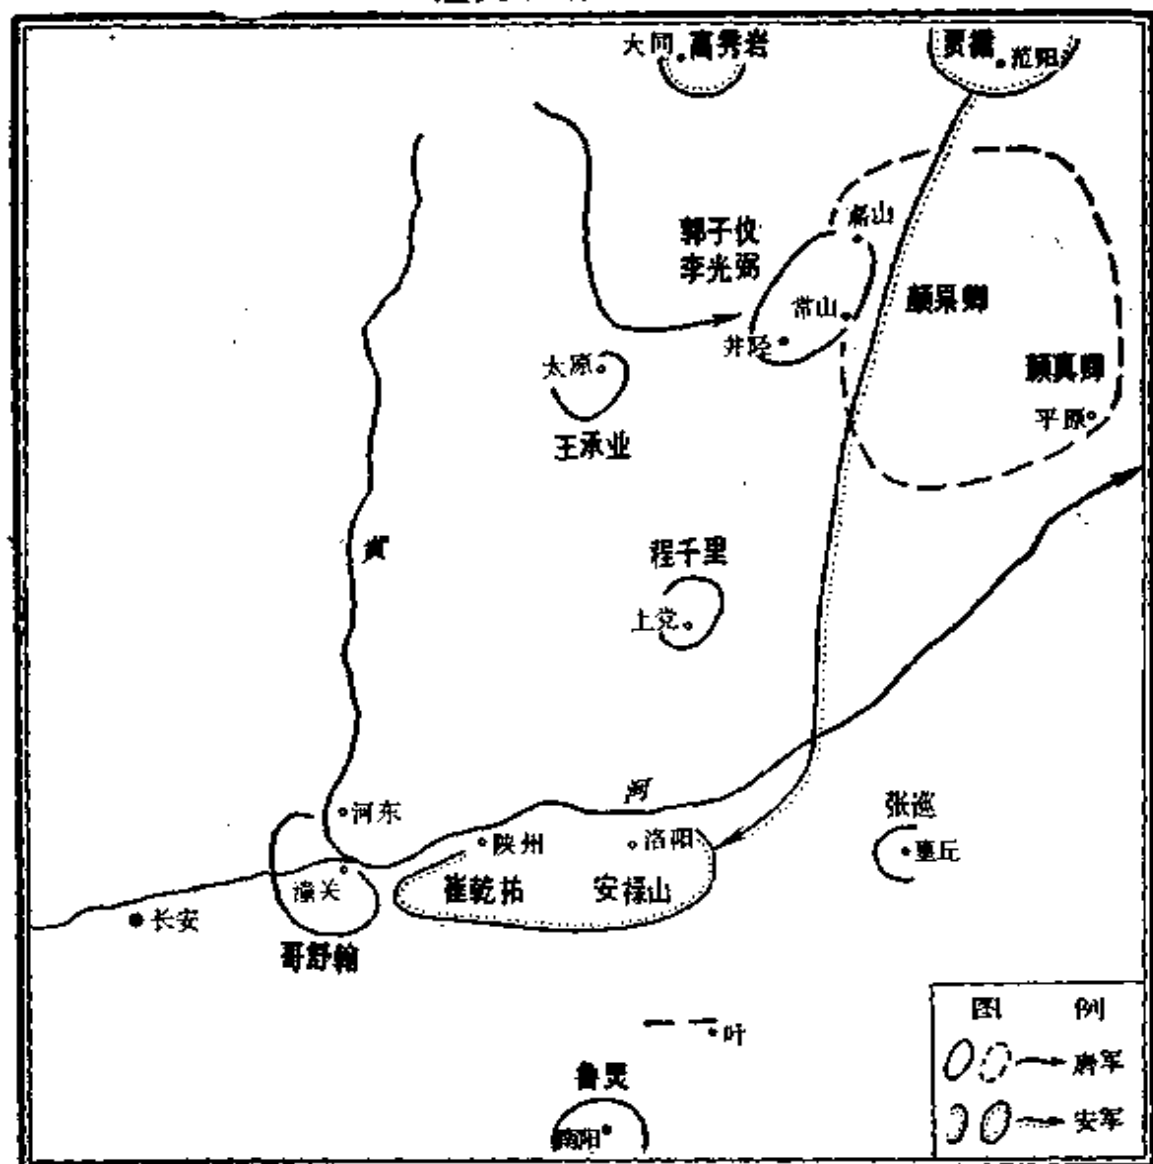 大同
高秀岩
贾循
范阳
郭子仪
李光弼
嘉山
常山
井陉
颜杲卿
颜真卿
平原
太原
王承业
黄
程千里
上党
河
河东
陕州
洛阳
潼关
崔乾祐
安禄山
张巡
雍丘
长安
哥舒翰
叶
鲁炅
南阳
图 例
唐军
安军